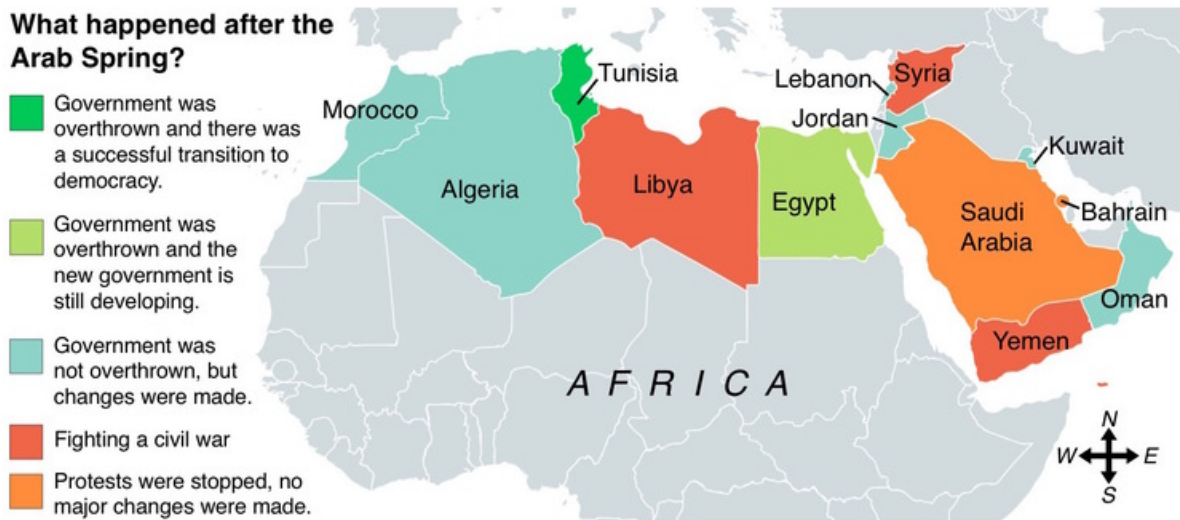 What happened after the
Arab Spring?
Government was
overthrown and there was
a successful transition to
democracy.
Government was
overthrown and the
new government is
still developing.
Government was
not overthrown, but
changes were made.
Fighting a civil war
Protests were stopped, no
major changes were made.
Morocco
Algeria
Tunisia
Libya
Egypt
Lebanon
Syria
Jordan
Kuwait
Saudi
Arabia
Bahrain
Oman
Yemen
AFRICA
N
W E
S